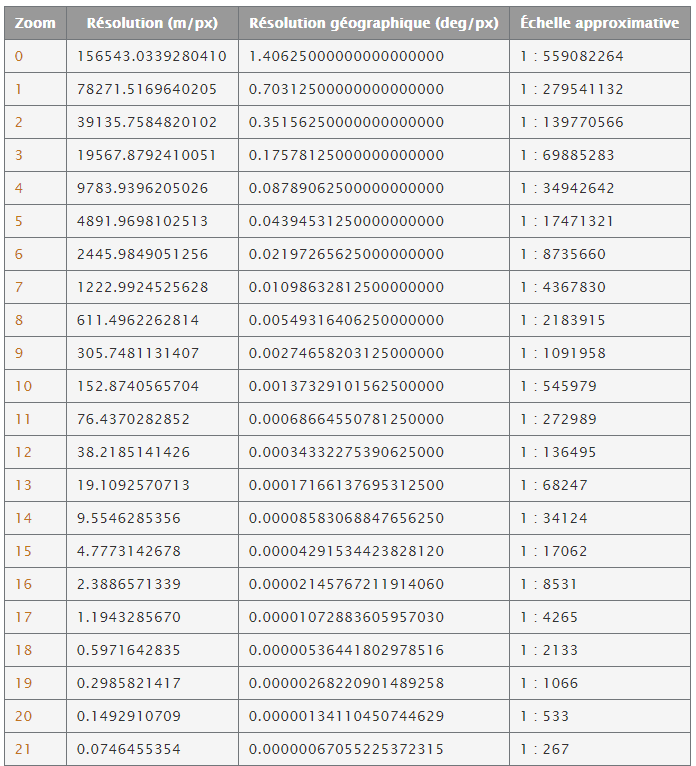 Zoom Résolution (m/px) Résolution géographique (deg/px) Échelle approximative
0 156543.0339280410 1.40625000000000000000 1 : 559082264
1 78271.5169640205 0.70312500000000000000 1 : 279541132
2 39135.7584820102 0.35156250000000000000 1 : 139770566
3 19567.8792410051 0.17578125000000000000 1 : 69885283
4 9783.9396205026 0.08789062500000000000 1 : 34942642
5 4891.9698102513 0.04394531250000000000 1 : 17471321
6 2445.9849051256 0.02197265625000000000 1 : 8735660
7 1222.9924525628 0.01098632812500000000 1 : 4367830
8 611.4962262814 0.00549316406250000000 1 : 2183915
9 305.7481131407 0.00274658203125000000 1 : 1091958
10 152.8740565704 0.00137329101562500000 1 : 545979
11 76.4370282852 0.00068664550781250000 1 : 272989
12 38.2185141426 0.00034332275390625000 1 : 136495
13 19.1092570713 0.00017166137695312500 1 : 68247
14 9.5546285356 0.00008583068847656250 1 : 34124
15 4.7773142678 0.00004291534423828120 1 : 17062
16 2.3886571339 0.00002145767211914060 1 : 8531
17 1.1943285670 0.00001072883605957030 1 : 4265
18 0.5971642835 0.00000536441802978516 1 : 2133
19 0.2985821417 0.00000268220901489258 1 : 1066
20 0.1492910709 0.00000134110450744629 1 : 533
21 0.0746455354 0.00000067055225372315 1 : 267